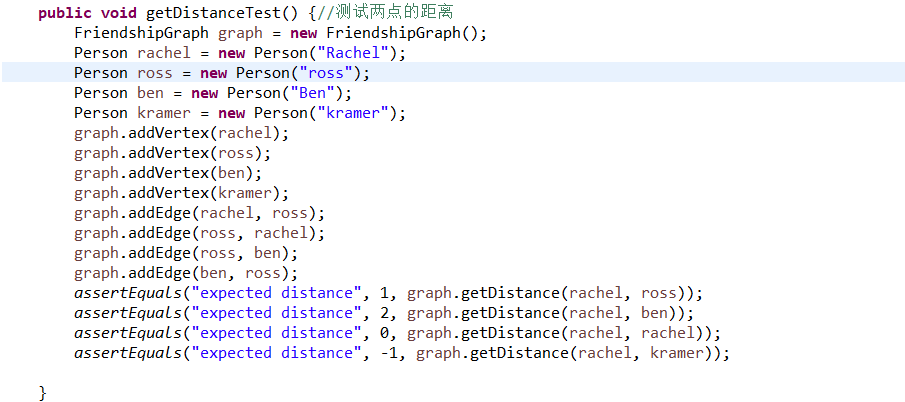 public void getDistanceTest() {//测试两点的距离
FriendshipGraph graph = new FriendshipGraph();
Person rachel = new Person("Rachel");
Person ross = new Person("ross");
Person ben = new Person("Ben");
Person kramer = new Person("kramer");
graph.addVertex(rachel);
graph.addVertex(ross);
graph.addVertex(ben);
graph.addVertex(kramer);
graph.addEdge(rachel, ross);
graph.addEdge(ross, rachel);
graph.addEdge(ross, ben);
graph.addEdge(ben, ross);
assertEquals("expected distance", 1, graph.getDistance(rachel, ross));
assertEquals("expected distance", 2, graph.getDistance(rachel, ben));
assertEquals("expected distance", 0, graph.getDistance(rachel, rachel));
assertEquals("expected distance", -1, graph.getDistance(rachel, kramer));
}